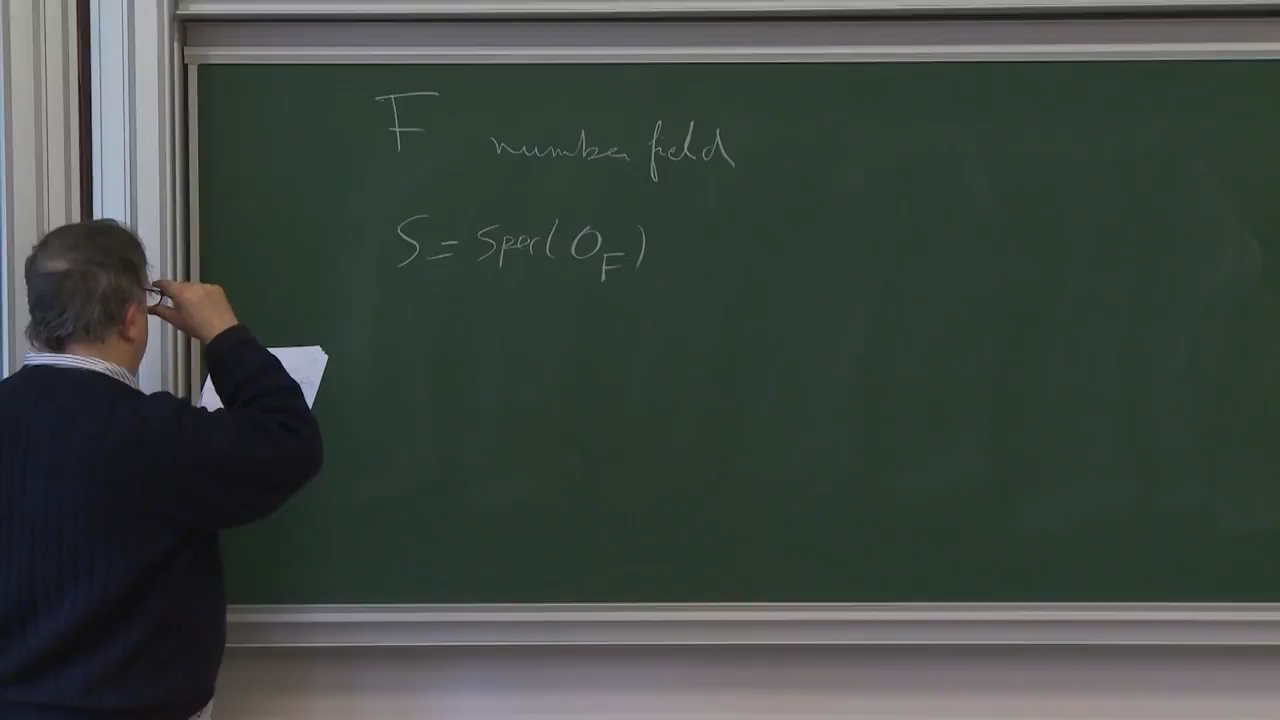 F number field
S = Spec(O_F)